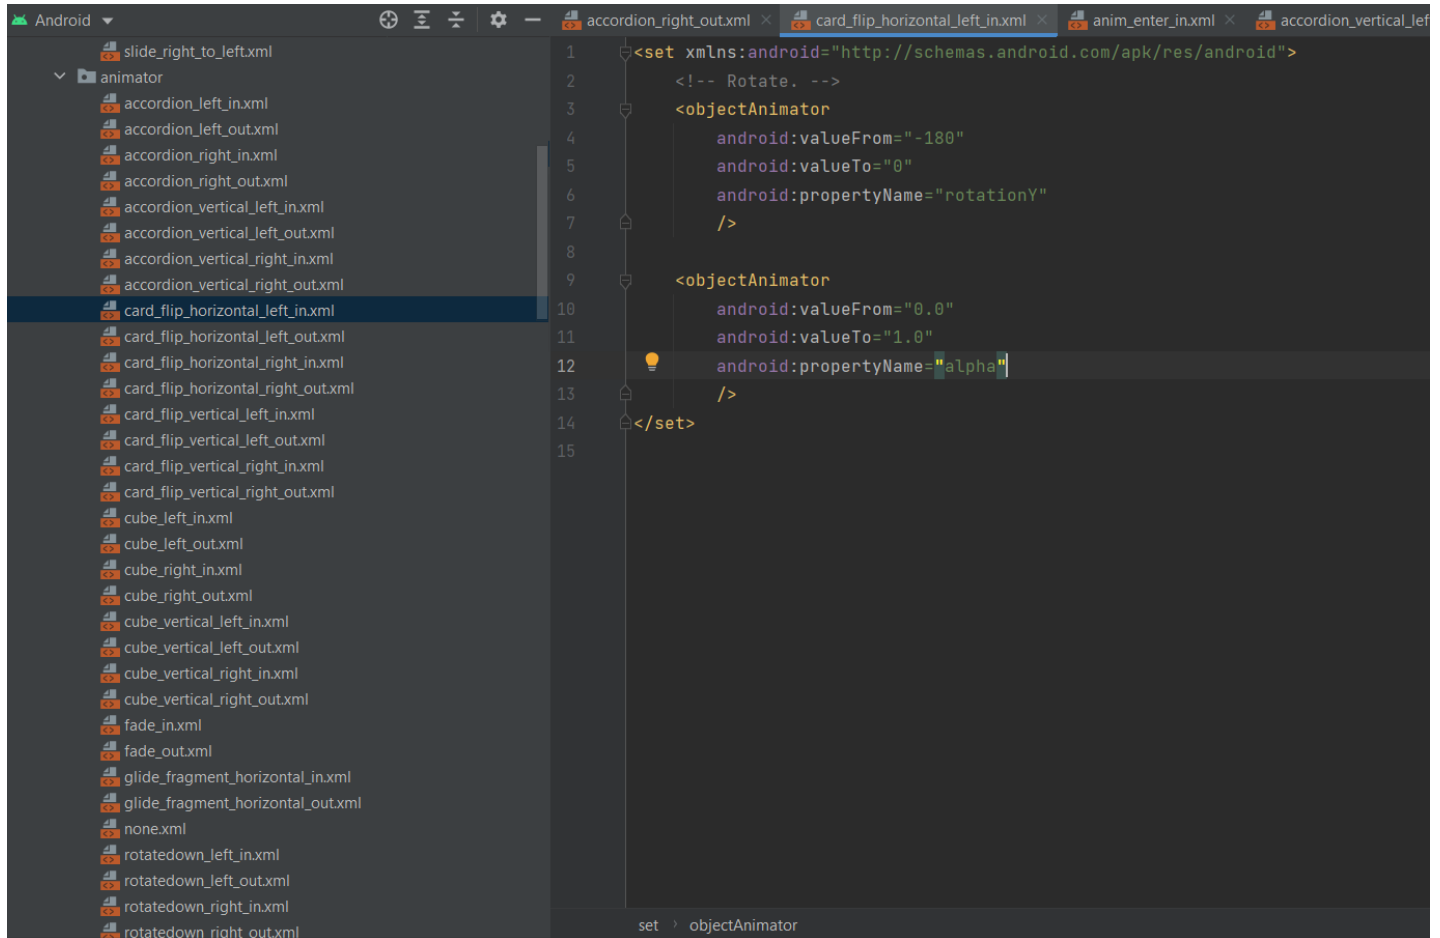 Android
accordion_right_out.xml
card_flip_horizontal_left_in.xml
anim_enter_in.xml
accordion_vertical_lef
slide_right_to_left.xml
animator
accordion_left_in.xml
accordion_left_out.xml
accordion_right_in.xml
accordion_right_out.xml
accordion_vertical_left_in.xml
accordion_vertical_left_out.xml
accordion_vertical_right_in.xml
accordion_vertical_right_out.xml
card_flip_horizontal_left_in.xml
card_flip_horizontal_left_out.xml
card_flip_horizontal_right_in.xml
card_flip_horizontal_right_out.xml
card_flip_vertical_left_in.xml
card_flip_vertical_left_out.xml
card_flip_vertical_right_in.xml
card_flip_vertical_right_out.xml
cube_left_in.xml
cube_left_out.xml
cube_right_in.xml
cube_right_out.xml
cube_vertical_left_in.xml
cube_vertical_left_out.xml
cube_vertical_right_in.xml
cube_vertical_right_out.xml
fade_in.xml
fade_out.xml
glide_fragment_horizontal_in.xml
glide_fragment_horizontal_out.xml
none.xml
rotatedown_left_in.xml
rotatedown_left_out.xml
rotatedown_right_in.xml
rotatedown_right_out.xml
1 <set xmlns:android="http://schemas.android.com/apk/res/android">
2 <!-- Rotate. -->
3 <objectAnimator
4 android:valueFrom="-180"
5 android:valueTo="0"
6 android:propertyName="rotationY"
7 />
8
9 <objectAnimator
10 android:valueFrom="0.0"
11 android:valueTo="1.0"
12 android:propertyName="alpha"
13 />
14 </set>
15
set › objectAnimator